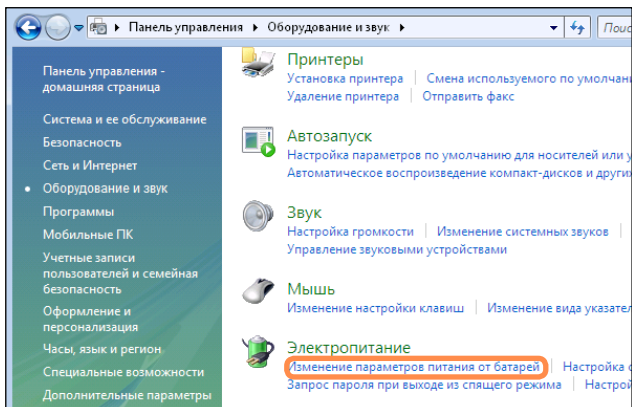 Панель управления ▸ Оборудование и звук ▸
Поис
Панель управления -
домашняя страница
Система и ее обслуживание
Безопасность
Сеть и Интернет
Оборудование и звук
Программы
Мобильные ПК
Учетные записи
пользователей и семейная
безопасность
Оформление и
персонализация
Часы, язык и регион
Специальные возможности
Дополнительные параметры
Принтеры
Установка принтера | Смена используемого по умолчани
Удаление принтера | Отправить факс
Автозапуск
Настройка параметров по умолчанию для носителей или у
Автоматическое воспроизведение компакт-дисков и других
Звук
Настройка громкости | Изменение системных звуков |
Управление звуковыми устройствами
Мышь
Изменение настройки клавиш | Изменение вида указател
Электропитание
Изменение параметров питания от батарей | Настройка
Запрос пароля при выходе из спящего режима | Настрой